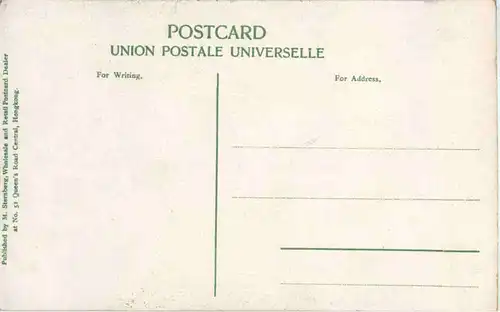 POSTCARD
UNION POSTALE UNIVERSELLE
For Writing.
For Address.
Published by M. Sternberg, Wholesale and Retail Postcard Dealer
at No. 51 Queen's Road Central, Hongkong.